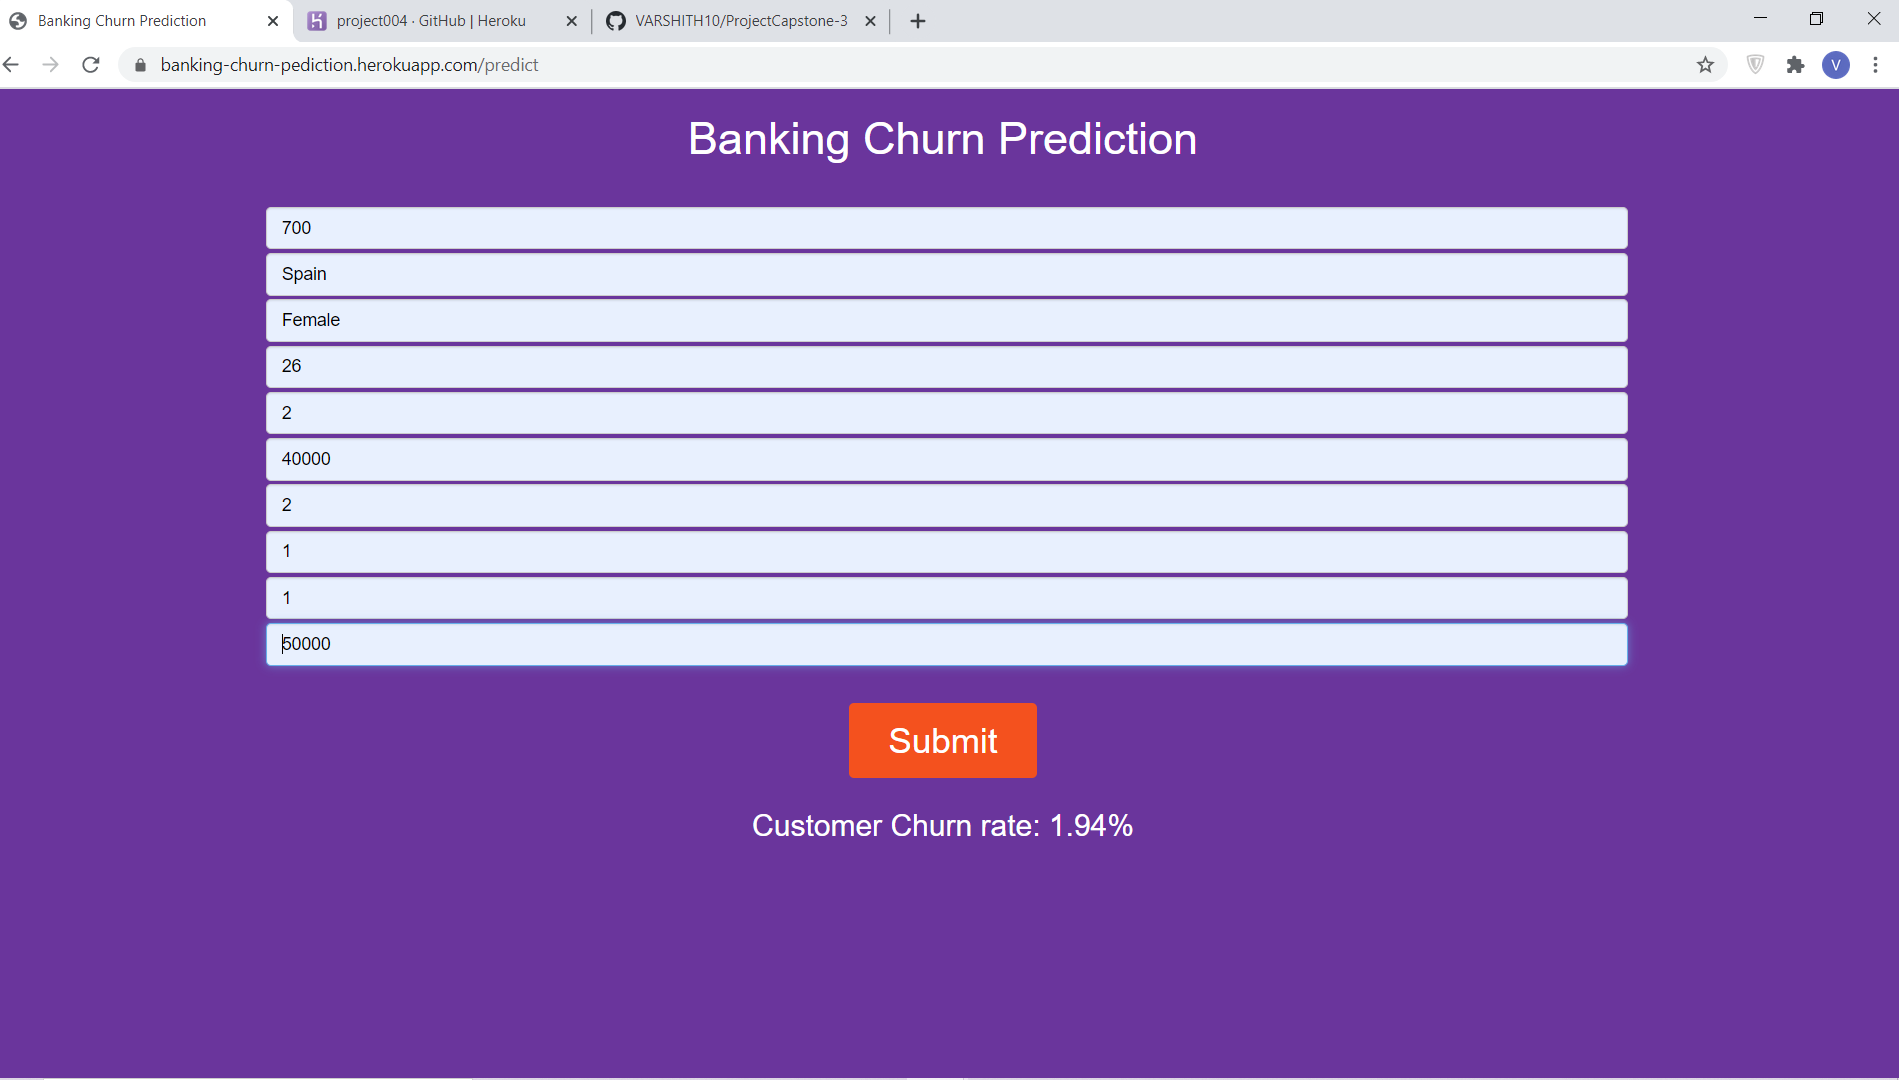 Banking Churn Prediction
project004 · GitHub | Heroku
VARSHITH10/ProjectCapstone-3
banking-churn-pediction.herokuapp.com/predict
V
Banking Churn Prediction
700
Spain
Female
26
2
40000
2
1
1
50000
Submit
Customer Churn rate: 1.94%